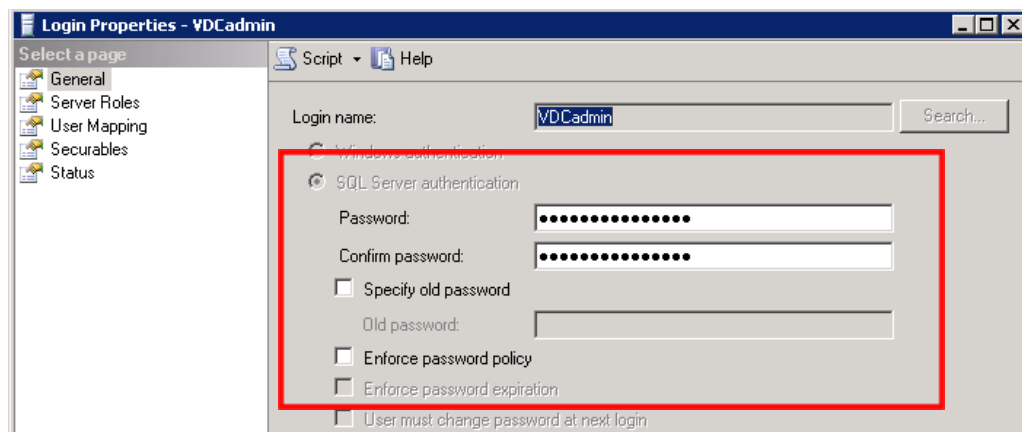 Login Properties - VDCadmin
Select a page
General
Server Roles
User Mapping
Securables
Status
Script Help
Login name: VDCadmin Search...
Windows authentication
SQL Server authentication
Password: ●●●●●●●●●●●●●●●
Confirm password: ●●●●●●●●●●●●●●●
Specify old password
Old password:
Enforce password policy
Enforce password expiration
User must change password at next login